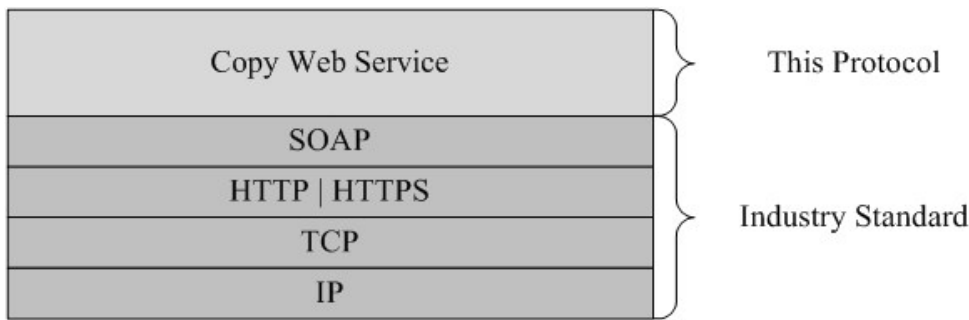 Copy Web Service
This Protocol
SOAP
HTTP | HTTPS
TCP
IP
Industry Standard